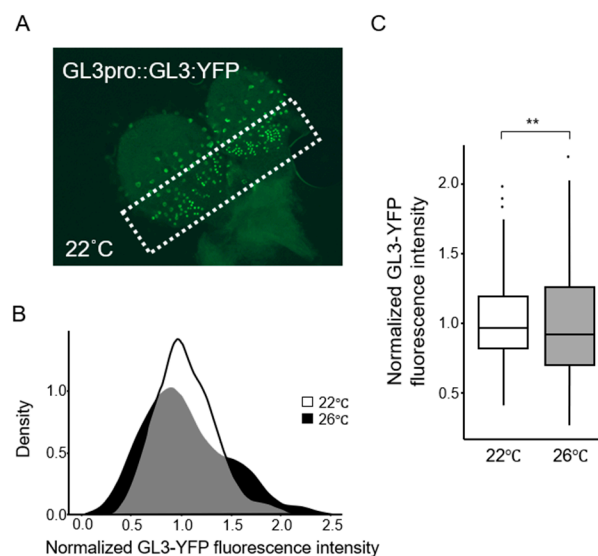 A
GL3pro::GL3:YFP
22˚C
B
Density
1.0
0.5
0.0
0.0 0.5 1.0 1.5 2.0 2.5
Normalized GL3-YFP fluorescence intensity
22℃
26℃
C
**
Normalized GL3-YFP
fluorescence intensity
2.0
1.5
1.0
0.5
22℃ 26℃